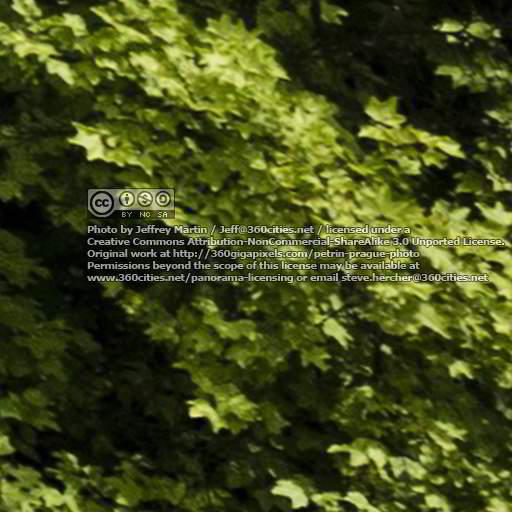 cc
BY NC SA
Photo by Jeffrey Martin / Jeff@360cities.net / licensed under a
Creative Commons Attribution-NonCommercial-ShareAlike 3.0 Unported License.
Original work at http://360gigapixels.com/petrin-prague-photo
Permissions beyond the scope of this license may be available at
www.360cities.net/panorama-licensing or email steve.hercher@360cities.net